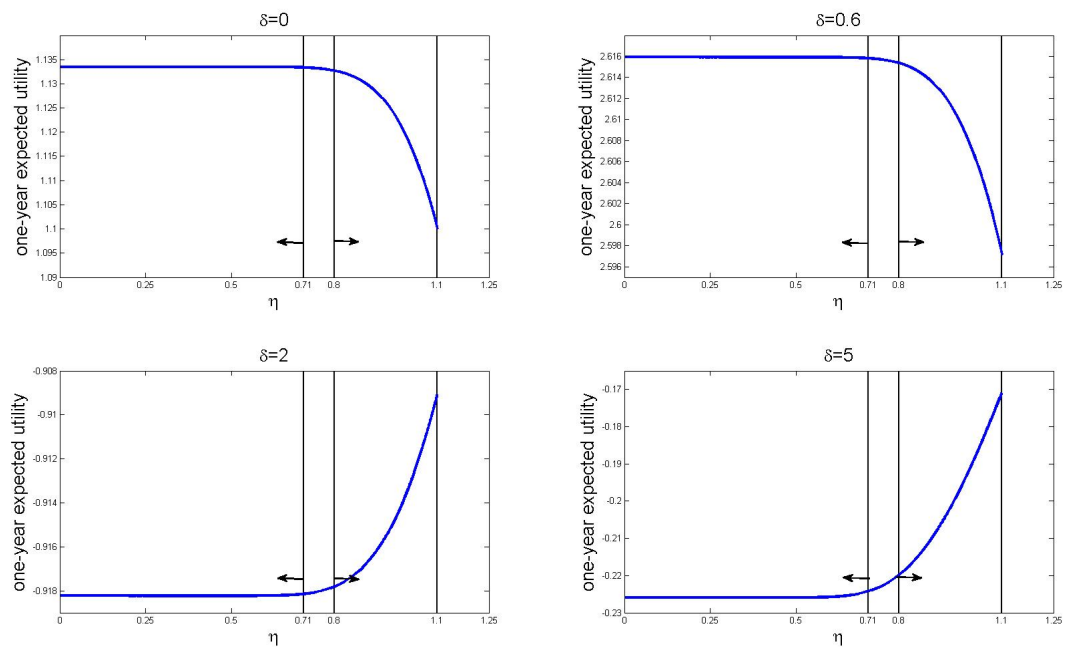 δ=0
one-year expected utility
1.135
1.13
1.125
1.12
1.115
1.11
1.105
1.1
1.095
1.09
0 0.25 0.5 0.71 0.8 1.1 1.25
η
δ=0.6
one-year expected utility
2.616
2.614
2.612
2.61
2.608
2.606
2.604
2.602
2.6
2.598
2.596
0 0.25 0.5 0.71 0.8 1.1 1.25
η
δ=2
one-year expected utility
-0.908
-0.91
-0.912
-0.914
-0.916
-0.918
0 0.25 0.5 0.71 0.8 1.1 1.25
η
δ=5
one-year expected utility
-0.17
-0.18
-0.19
-0.2
-0.21
-0.22
-0.23
0 0.25 0.5 0.71 0.8 1.1 1.25
η